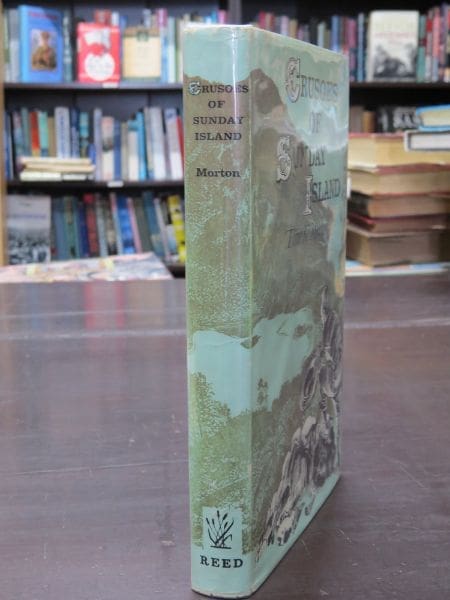 CRUSOES
OF
SUNDAY
ISLAND
Morton
REED
CRUSOES
OF
SUNDAY
ISLAND